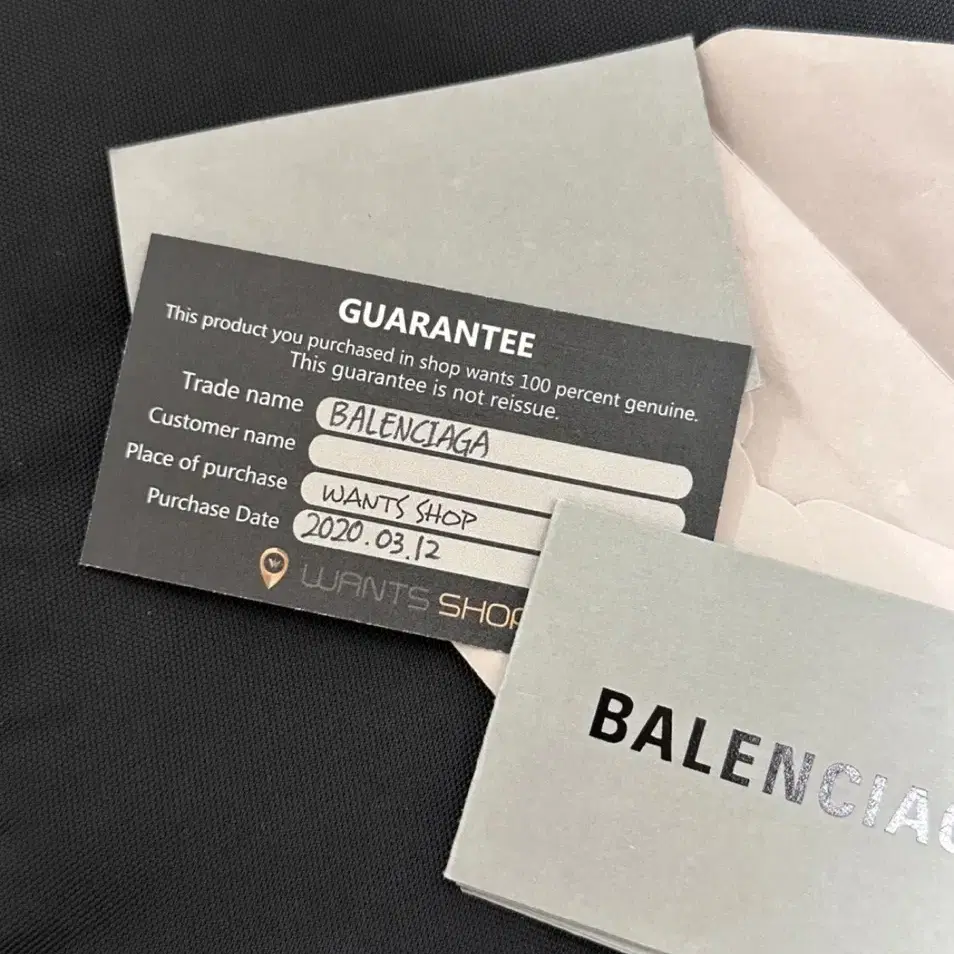 GUARANTEE
This product you purchased in shop wants 100 percent genuine.
This guarantee is not reissue.
Trade name BALENCIAGA
Customer name
Place of purchase WANTS SHOP
Purchase Date 2020.03.12
WANTS SHOP
BALENCIAG